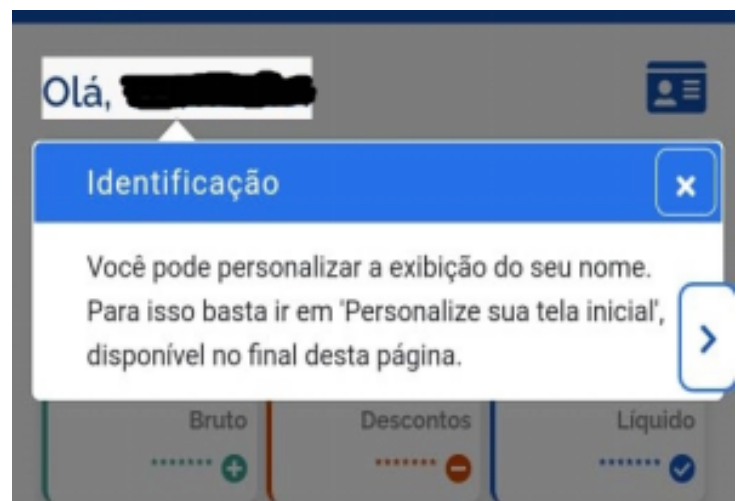 Olá,
Identificação
Você pode personalizar a exibição do seu nome.
Para isso basta ir em 'Personalize sua tela inicial',
disponível no final desta página.
Bruto Descontos Líquido
******* ******* *******